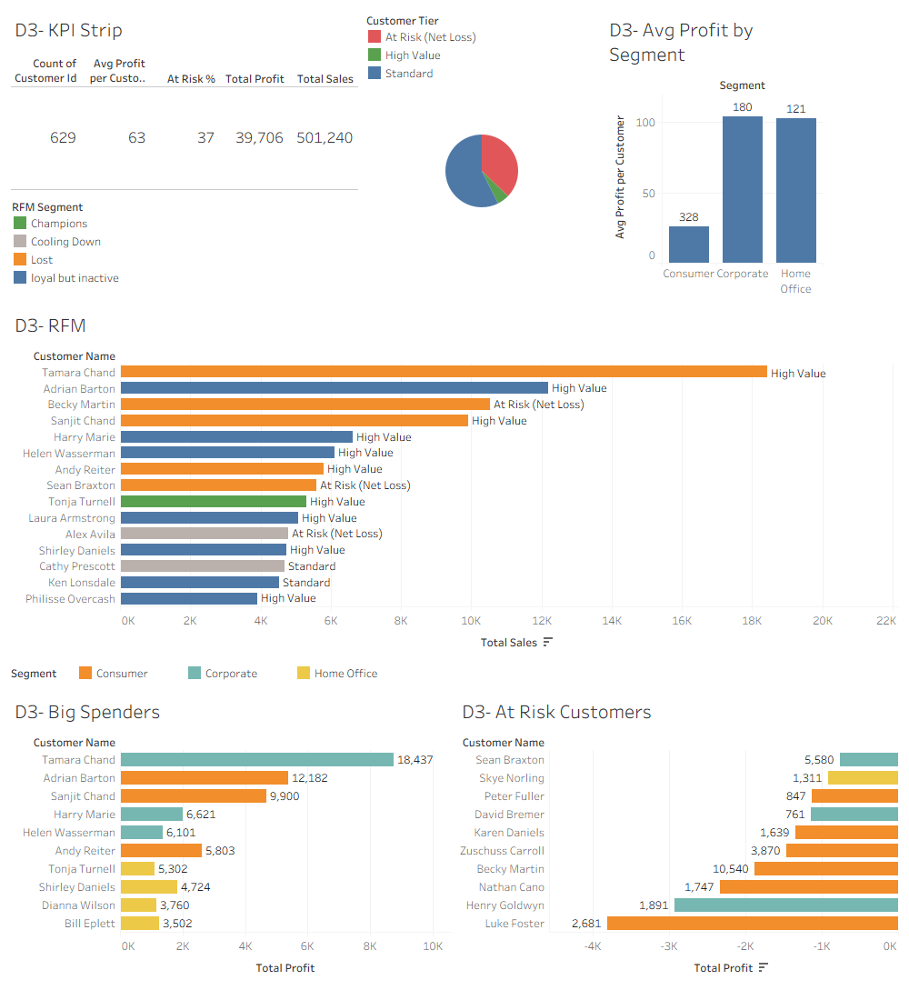 D3- KPI Strip
Count of Customer Id
Avg Profit per Custo..
At Risk %
Total Profit
Total Sales
629
63
37
39,706
501,240
RFM Segment
Champions
Cooling Down
Lost
loyal but inactive
Customer Tier
At Risk (Net Loss)
High Value
Standard
D3- Avg Profit by
Segment
Segment
Avg Profit per Customer
100
50
0
328
180
121
Consumer
Corporate
Home
Office
D3- RFM
Customer Name
Tamara Chand High Value
Adrian Barton High Value
Becky Martin At Risk (Net Loss)
Sanjit Chand High Value
Harry Marie High Value
Helen Wasserman High Value
Andy Reiter High Value
Sean Braxton At Risk (Net Loss)
Tonja Turnell High Value
Laura Armstrong High Value
Alex Avila At Risk (Net Loss)
Shirley Daniels High Value
Cathy Prescott Standard
Ken Lonsdale Standard
Philisse Overcash High Value
0K 2K 4K 6K 8K 10K 12K 14K 16K 18K 20K 22K
Total Sales
Segment Consumer Corporate Home Office
D3- Big Spenders
Customer Name
Tamara Chand 18,437
Adrian Barton 12,182
Sanjit Chand 9,900
Harry Marie 6,621
Helen Wasserman 6,101
Andy Reiter 5,803
Tonja Turnell 5,302
Shirley Daniels 4,724
Dianna Wilson 3,760
Bill Eplett 3,502
0K 2K 4K 6K 8K 10K
Total Profit
D3- At Risk Customers
Customer Name
Sean Braxton 5,580
Skye Norling 1,311
Peter Fuller 847
David Bremer 761
Karen Daniels 1,639
Zuschuss Carroll 3,870
Becky Martin 10,540
Nathan Cano 1,747
Henry Goldwyn 1,891
Luke Foster 2,681
-4K -3K -2K -1K 0K
Total Profit